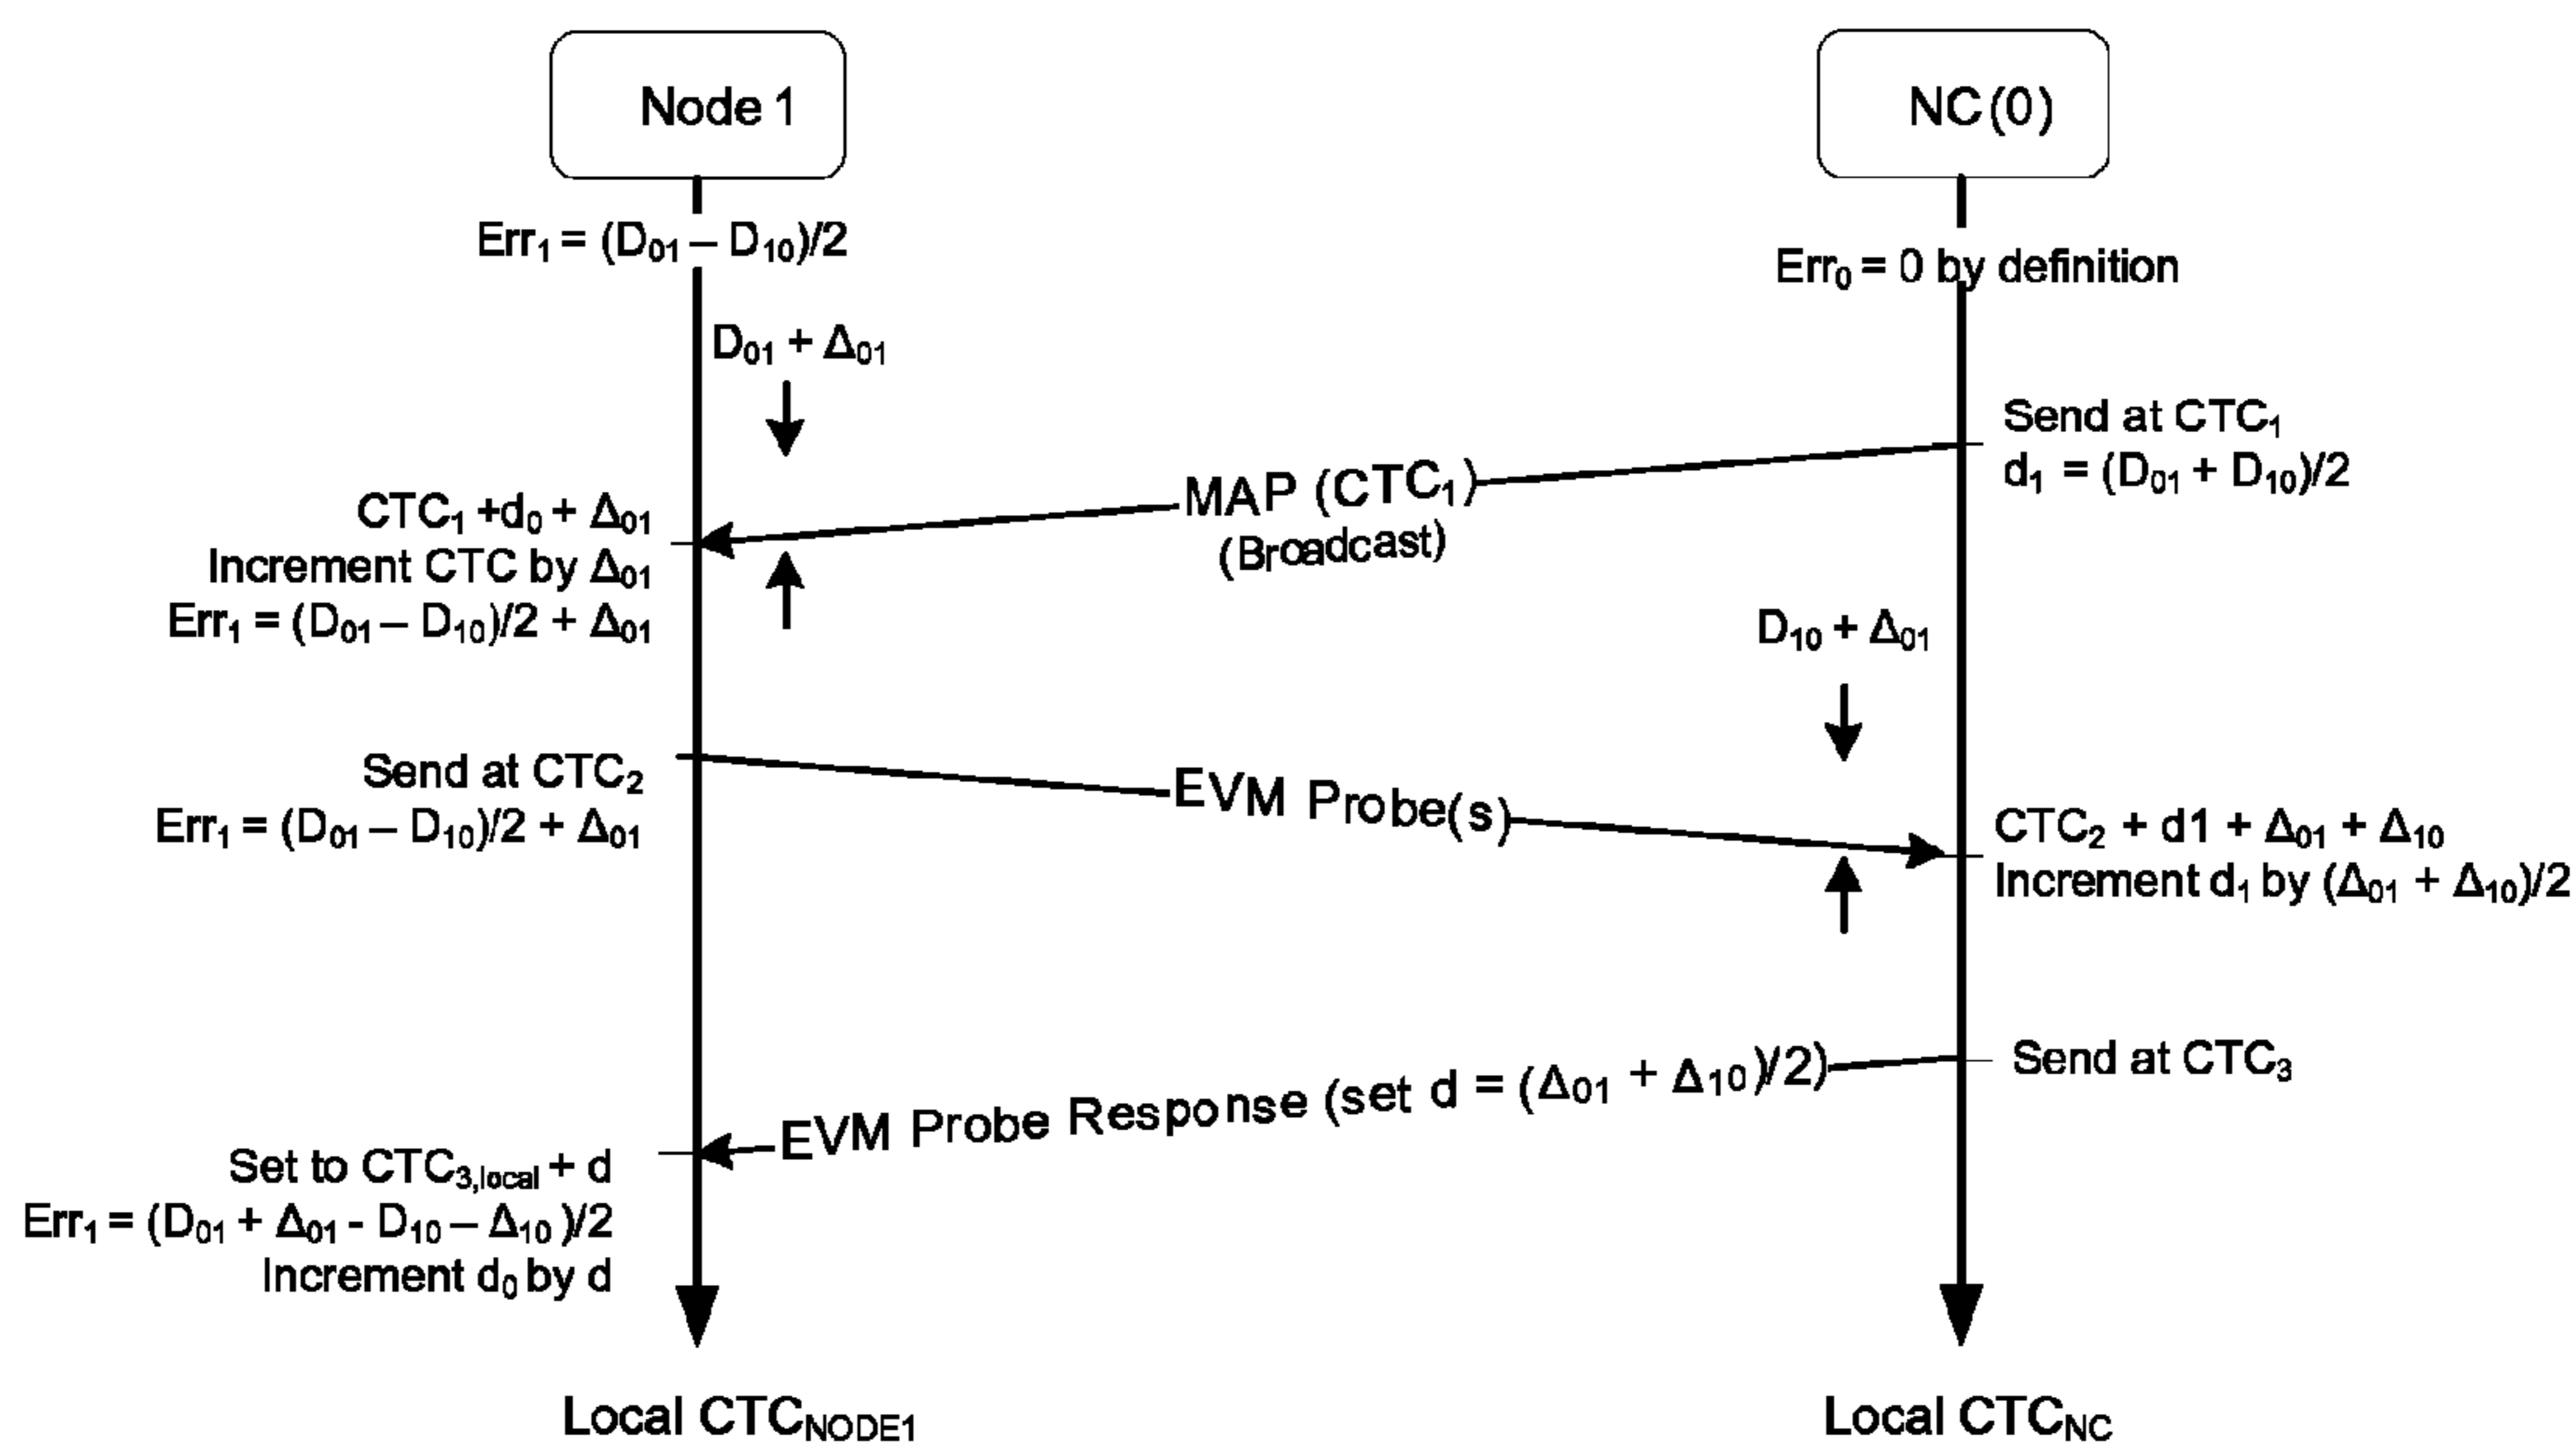 Node 1
NC(0)
Err₁ = (D₀₁ – D₁₀)/2
Err₀ = 0 by definition
D₀₁ + Δ₀₁
Send at CTC₁
d₁ = (D₀₁ + D₁₀)/2
MAP (CTC₁)
(Broadcast)
CTC₁ +d₀ + Δ₀₁
Increment CTC by Δ₀₁
Err₁ = (D₀₁ – D₁₀)/2 + Δ₀₁
D₁₀ + Δ₀₁
Send at CTC₂
Err₁ = (D₀₁ – D₁₀)/2 + Δ₀₁
EVM Probe(s)
CTC₂ + d1 + Δ₀₁ + Δ₁₀
Increment d₁ by (Δ₀₁ + Δ₁₀)/2
Send at CTC₃
EVM Probe Response (set d = (Δ₀₁ + Δ₁₀)/2)
Set to CTC₃,local + d
Err₁ = (D₀₁ + Δ₀₁ - D₁₀ – Δ₁₀ )/2
Increment d₀ by d
Local CTCNODE1
Local CTCNC